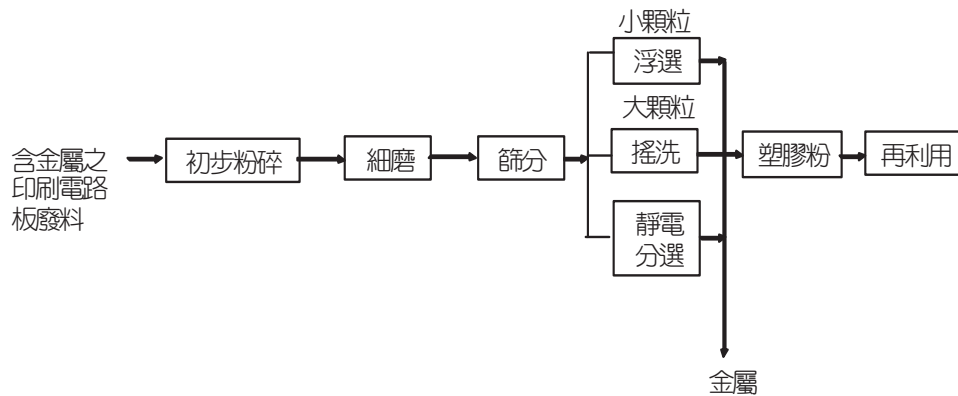 含金屬之
印刷電路
板廢料
初步粉碎
細磨
篩分
小顆粒
浮選
大顆粒
搖洗
靜電
分選
塑膠粉
再利用
金屬